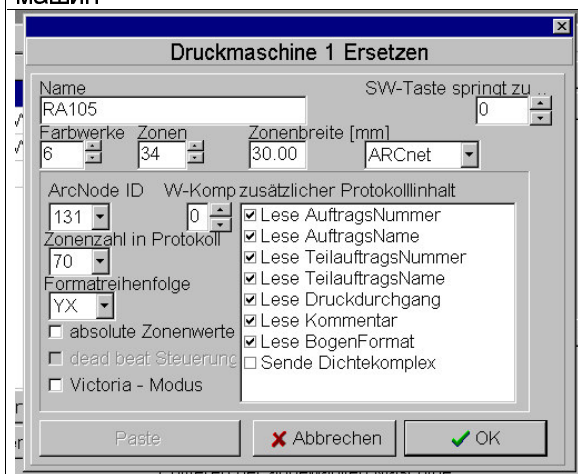 машин
Druckmaschine 1 Ersetzen
Name
SW-Taste springt zu ..
RA105
0
Farbwerke Zonen Zonenbreite [mm]
6 34 30.00 ARCnet
ArcNode ID W-Komp zusätzlicher Protokolllinhalt
131 0
Lese AuftragsNummer
Lese AuftragsName
Lese TeilauftragsNummer
Lese TeilauftragsName
Lese Druckdurchgang
Lese Kommentar
Lese BogenFormat
Sende Dichtekomplex
Zonenzahl in Protokoll
70
Formatreihenfolge
YX
absolute Zonenwerte
dead beat Steuerung
Victoria - Modus
Paste Abbrechen OK